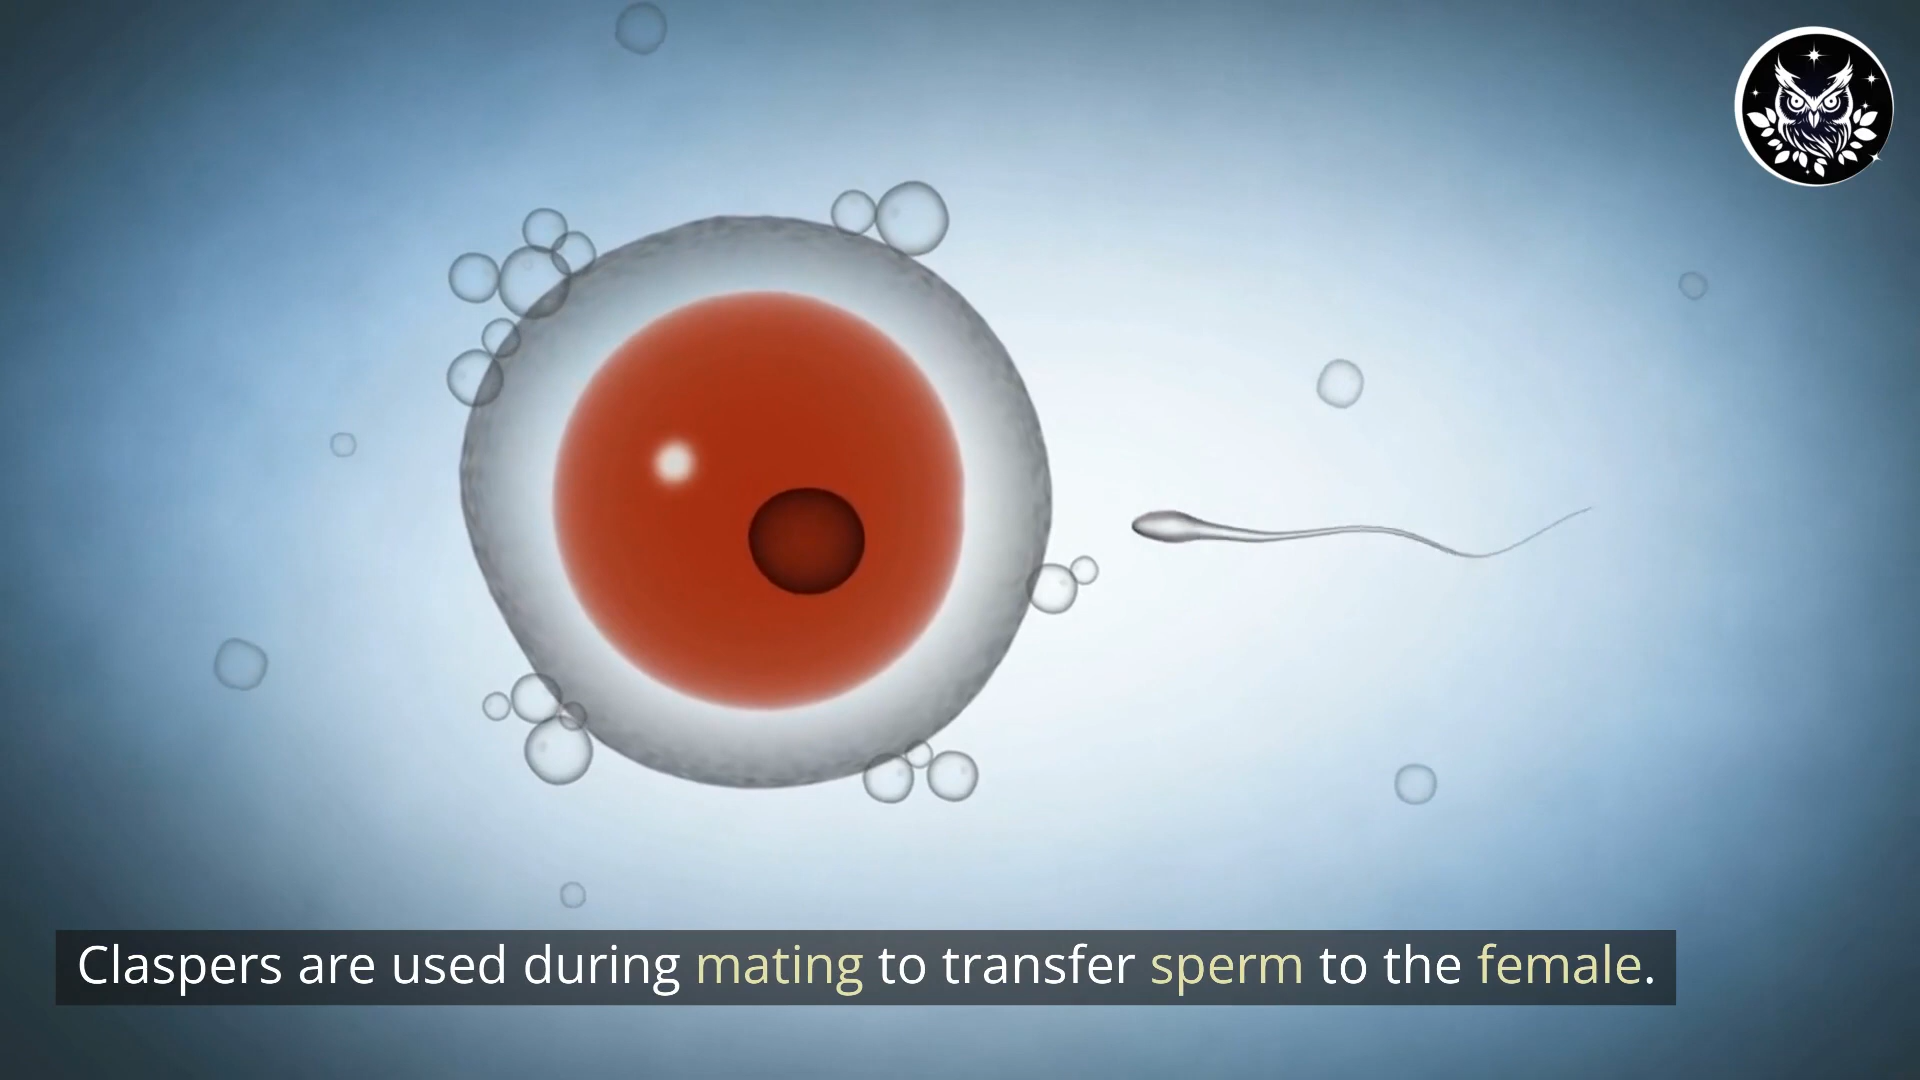 Claspers are used during mating to transfer sperm to the female.